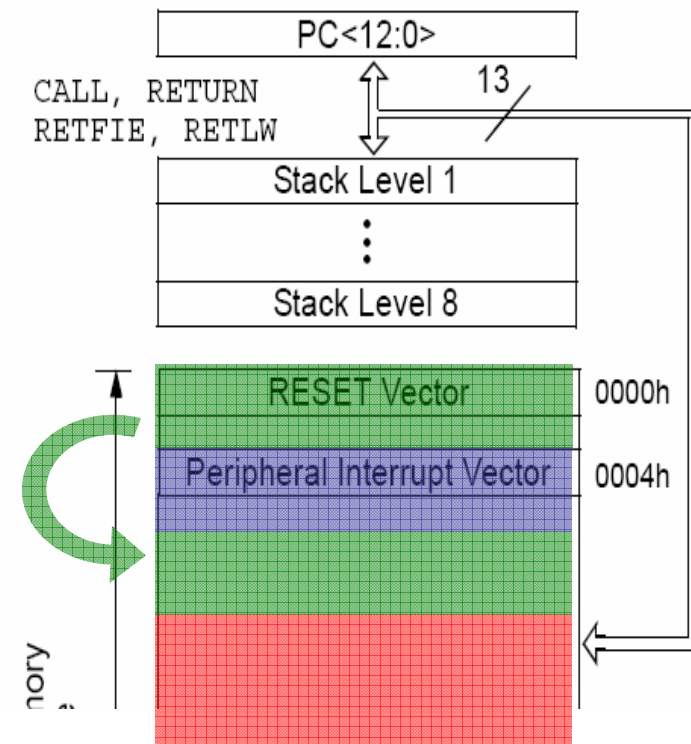 PC<12:0>
13
CALL, RETURN
RETFIE, RETLW
Stack Level 1
Stack Level 8
RESET Vector
0000h
Peripheral Interrupt Vector
0004h